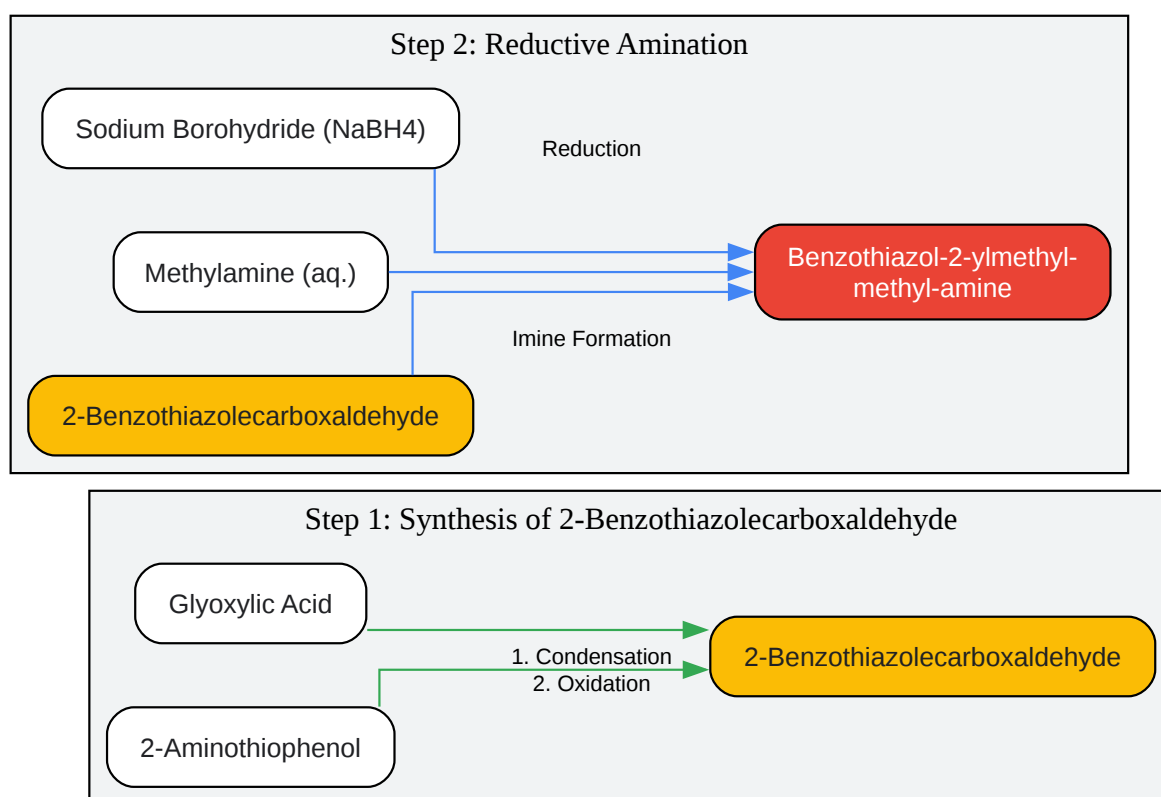 Step 2: Reductive Amination
Sodium Borohydride (NaBH4)
Reduction
Methylamine (aq.)
Benzothiazol-2-ylmethyl-
methyl-amine
Imine Formation
2-Benzothiazolecarboxaldehyde
Step 1: Synthesis of 2-Benzothiazolecarboxaldehyde
Glyoxylic Acid
1. Condensation
2. Oxidation
2-Benzothiazolecarboxaldehyde
2-Aminothiophenol